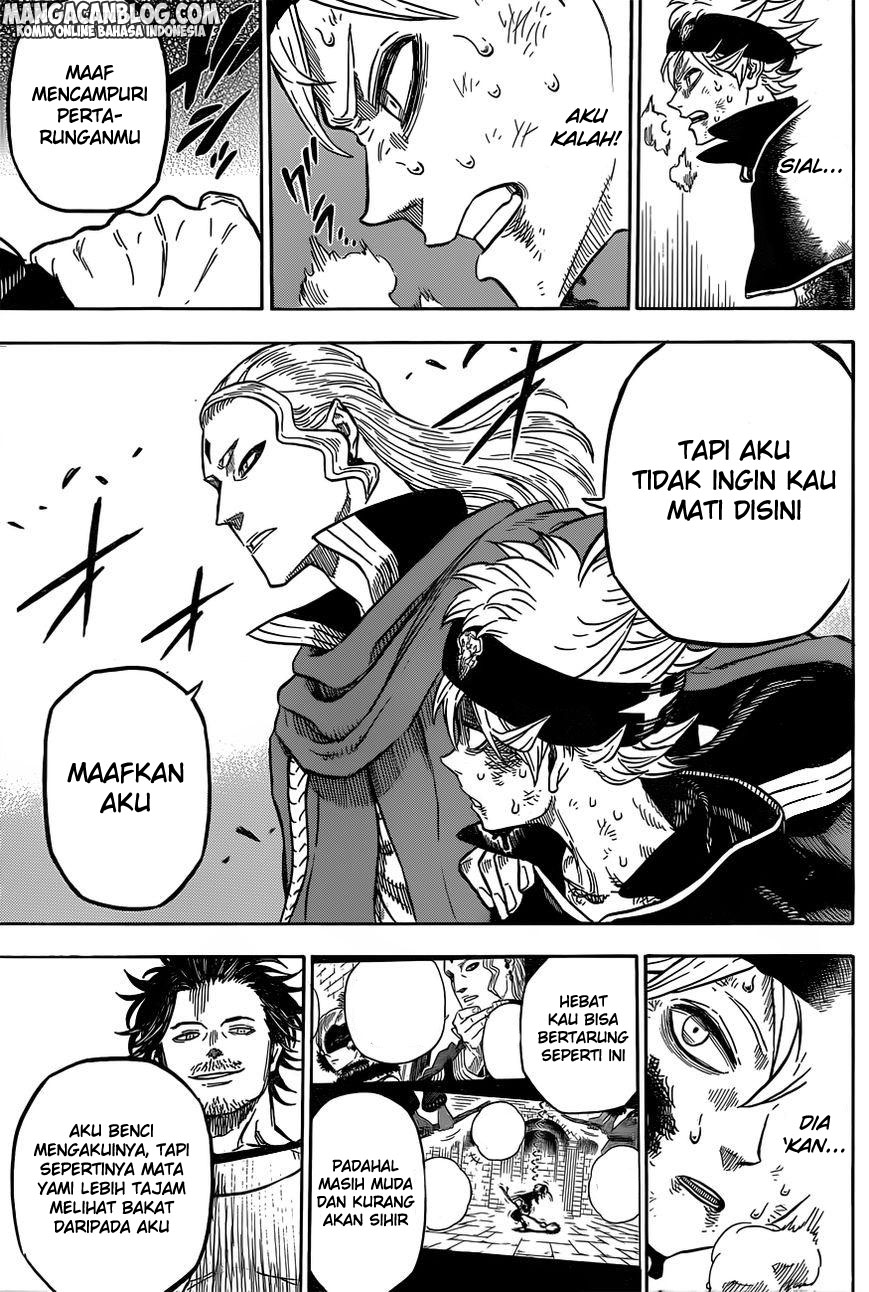 MANGACANBLOG.COM
KOMIK ONLINE BAHASA INDONESIA
SIAL...
AKU
KALAH!
MAAF
MENCAMPURI
PERTA-
RUNGANMU
TAPI AKU
TIDAK INGIN KAU
MATI DISINI
MAAFKAN
AKU
DIA
'KAN...
HEBAT
KAU BISA
BERTARUNG
SEPERTI INI
PADAHAL
MASIH MUDA
DAN KURANG
AKAN SIHIR
AKU BENCI
MENGAKUINYA, TAPI
SEPERTINYA MATA
YAMI LEBIH TAJAM
MELIHAT BAKAT
DARIPADA AKU